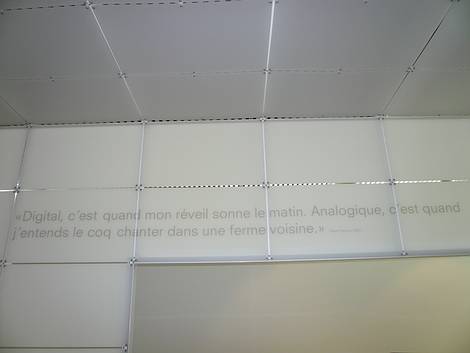 «Digital, c'est quand mon réveil sonne le matin. Analogique, c'est quand
j'entends le coq chanter dans une ferme voisine.»